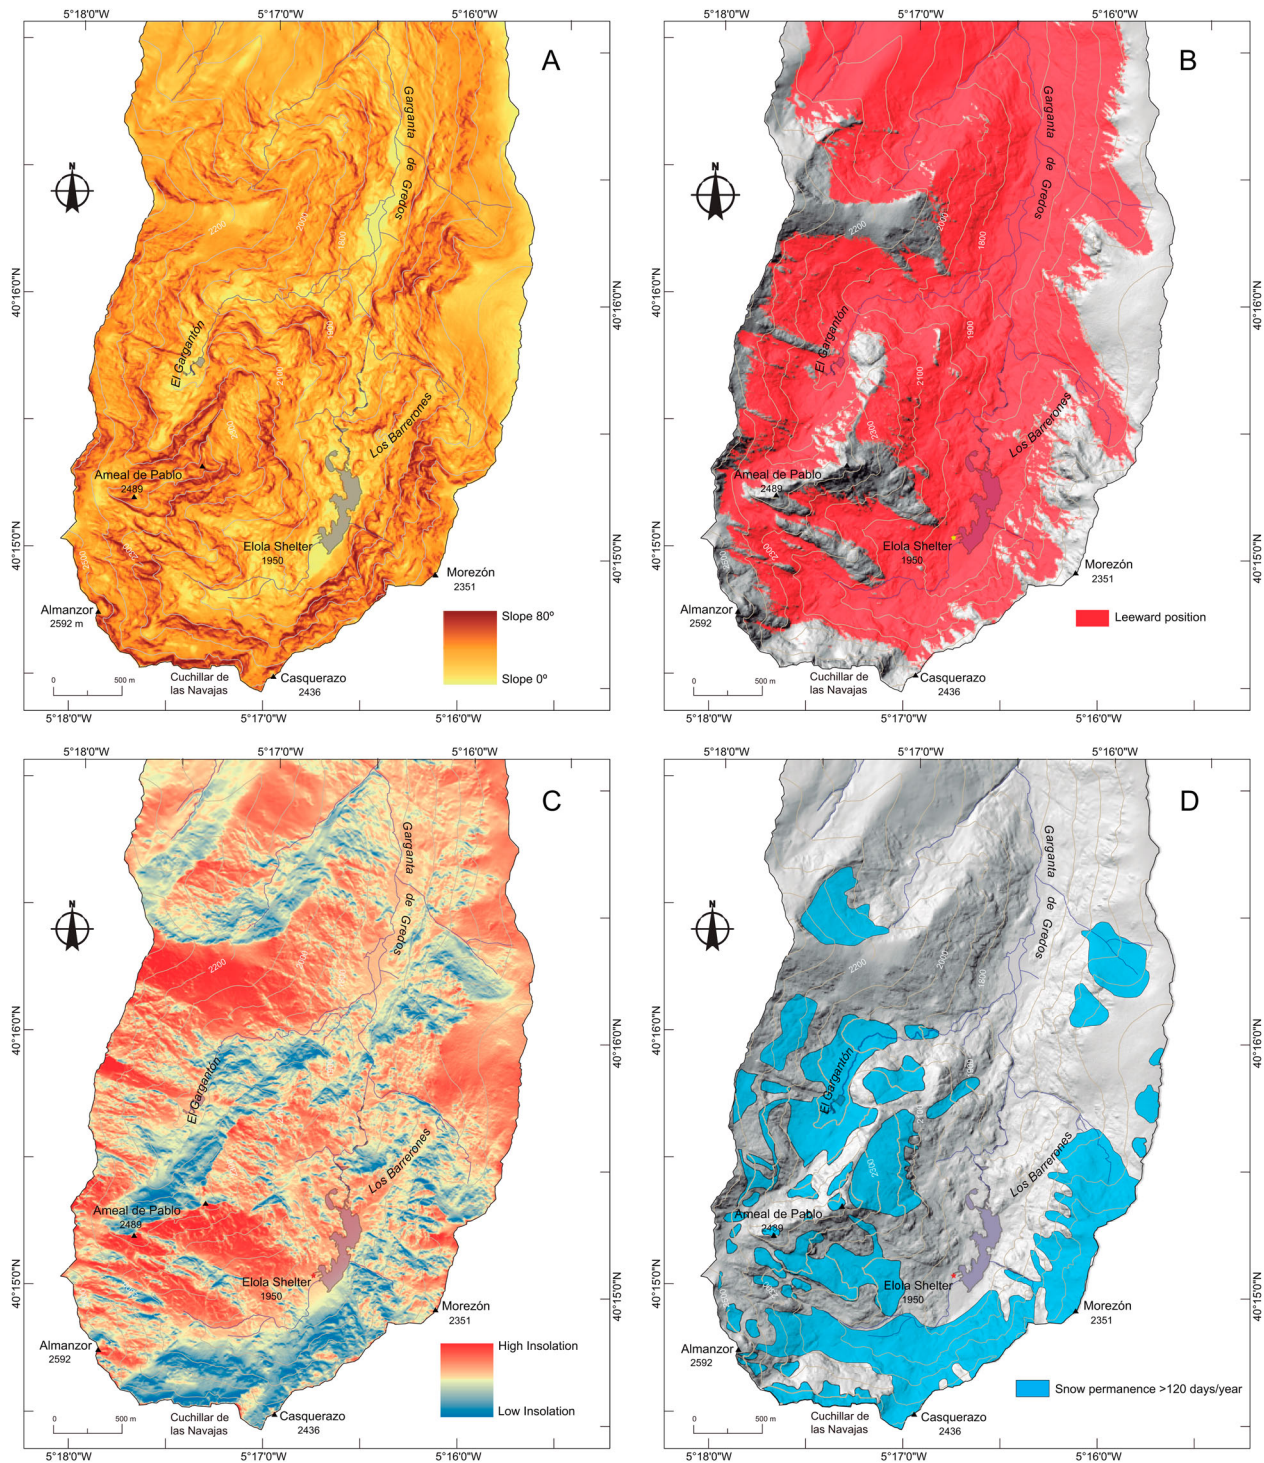 5°18'0"W
5°17'0"W
5°16'0"W
A
N
Garganta
de
Gredos
2200
2000
1800
40°16'0"N
40°16'0"N
El Gargantón
1900
2100
Los Barrerones
Ameal de Pablo
2489
2300
40°15'0"N
40°15'0"N
Elola Shelter
1950
Morezón
2351
Almanzor
2592 m
Slope 80º
Slope 0º
0 500 m
Cuchillar de
las Navajas
Casquerazo
2436
5°18'0"W
5°17'0"W
5°16'0"W
5°18'0"W
5°17'0"W
5°16'0"W
B
N
Garganta
de
Gredos
2200
2000
1800
40°16'0"N
40°16'0"N
El Gargantón
1900
2100
2300
Los Barrerones
Ameal de Pablo
2489
2300
40°15'0"N
40°15'0"N
Elola Shelter
1950
Morezón
2351
Almanzor
2592
Leeward position
0 500 m
Cuchillar de
las Navajas
Casquerazo
2436
5°18'0"W
5°17'0"W
5°16'0"W
5°18'0"W
5°17'0"W
5°16'0"W
C
N
Garganta
de
Gredos
2200
40°16'0"N
40°16'0"N
El Gargantón
Los Barrerones
Ameal de Pablo
2489
40°15'0"N
40°15'0"N
Elola Shelter
1950
Morezón
2351
Almanzor
2592
High Insolation
Low Insolation
0 500 m
Cuchillar de
las Navajas
Casquerazo
2436
5°18'0"W
5°17'0"W
5°16'0"W
5°18'0"W
5°17'0"W
5°16'0"W
D
N
Garganta
de
Gredos
2200
2000
1800
40°16'0"N
40°16'0"N
El Gargantón
2300
Los Barrerones
Ameal de Pablo
2489
40°15'0"N
40°15'0"N
Elola Shelter
1950
Morezón
2351
Almanzor
2592
Snow permanence >120 days/year
0 500 m
Cuchillar de
las Navajas
Casquerazo
2436
5°18'0"W
5°17'0"W
5°16'0"W